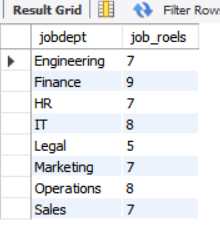 Result Grid Filter Rows
jobdept job_roels
Engineering 7
Finance 9
HR 7
IT 8
Legal 5
Marketing 7
Operations 8
Sales 7